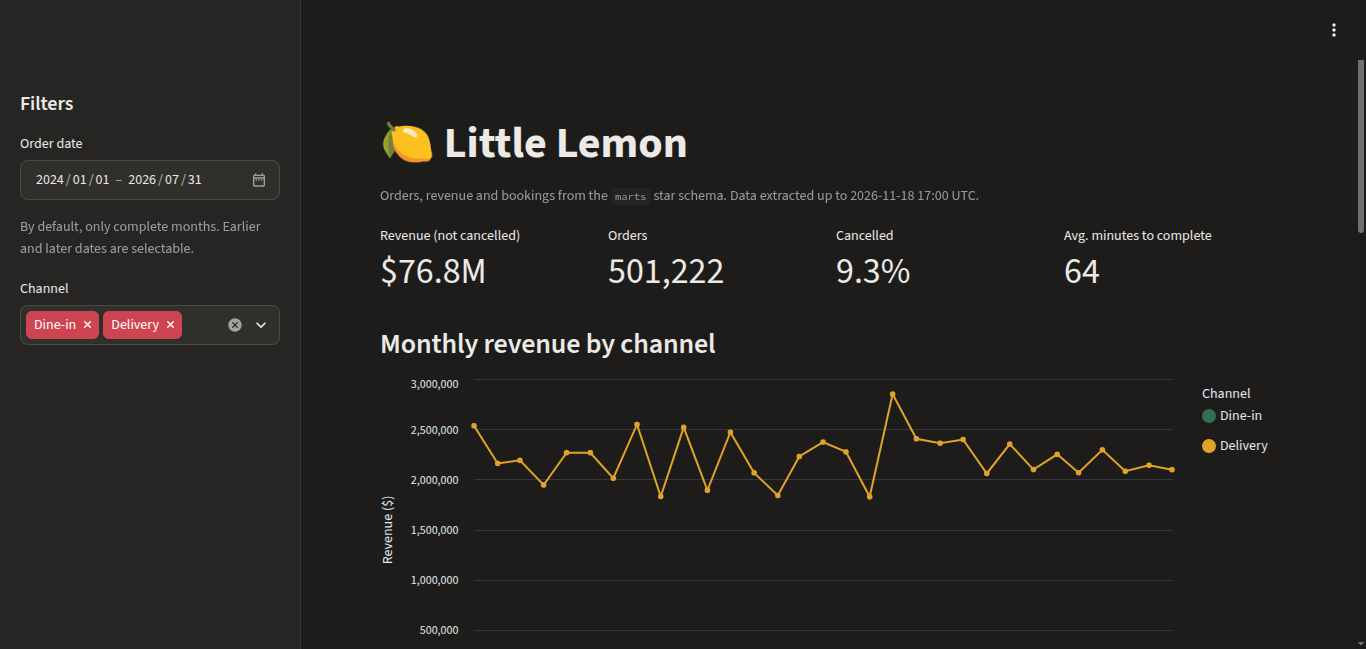 Filters
Order date
2024/01/01 – 2026/07/31
By default, only complete months. Earlier
and later dates are selectable.
Channel
Dine-in
Delivery
Little Lemon
Orders, revenue and bookings from the marts star schema. Data extracted up to 2026-11-18 17:00 UTC.
Revenue (not cancelled)
$76.8M
Orders
501,222
Cancelled
9.3%
Avg. minutes to complete
64
Monthly revenue by channel
3,000,000
2,500,000
2,000,000
1,500,000
1,000,000
500,000
Revenue ($)
Channel
Dine-in
Delivery